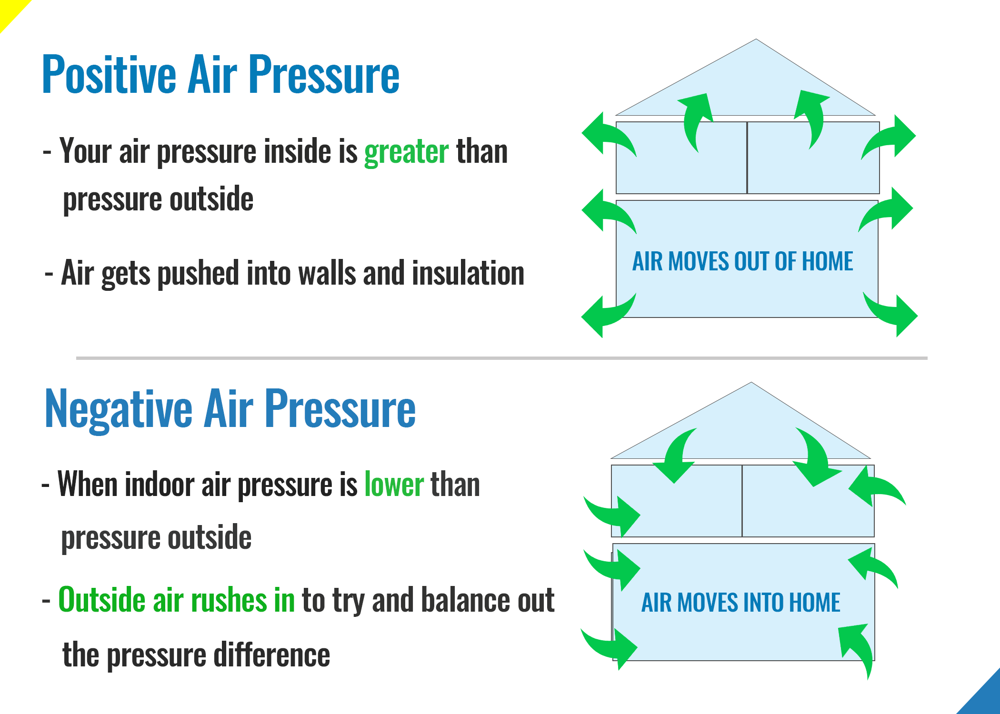 Positive Air Pressure
- Your air pressure inside is greater than
pressure outside
- Air gets pushed into walls and insulation
AIR MOVES OUT OF HOME
Negative Air Pressure
- When indoor air pressure is lower than
pressure outside
- Outside air rushes in to try and balance out
the pressure difference
AIR MOVES INTO HOME